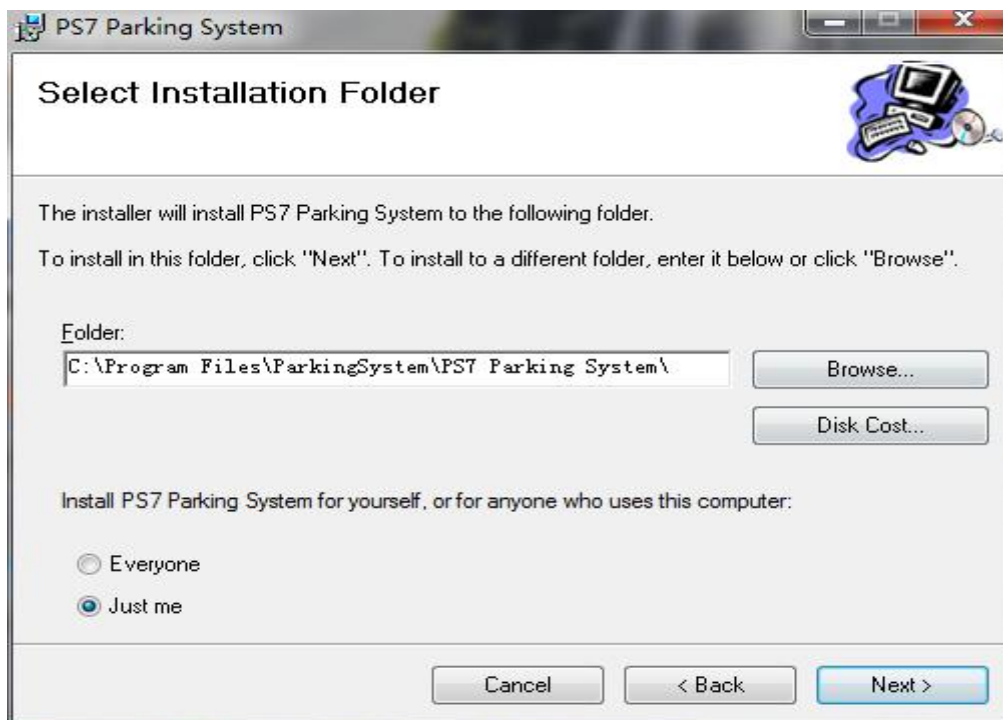 PS7 Parking System
Select Installation Folder
The installer will install PS7 Parking System to the following folder.
To install in this folder, click "Next". To install to a different folder, enter it below or click "Browse".
Folder:
C:\Program Files\ParkingSystem\PS7 Parking System\
Browse...
Disk Cost...
Install PS7 Parking System for yourself, or for anyone who uses this computer:
Everyone
Just me
Cancel
< Back
Next >